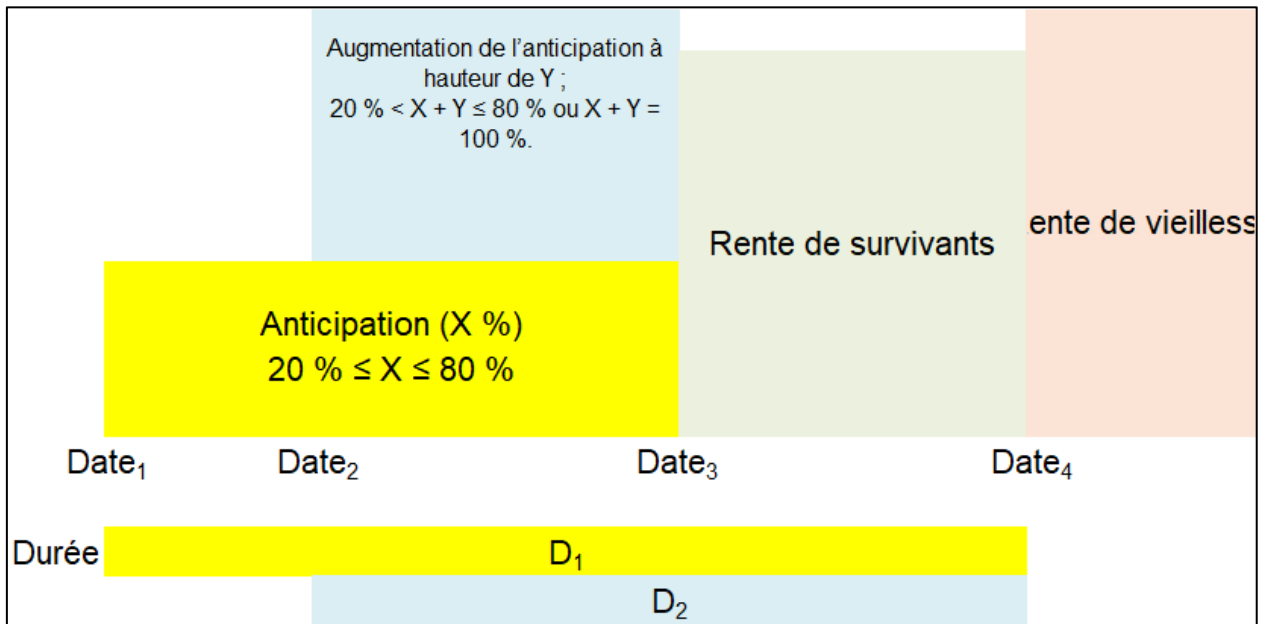 Augmentation de l’anticipation à
hauteur de Y ;
20 % < X + Y ≤ 80 % ou X + Y =
100 %.
Rente de survivants
ente de vieilless
Anticipation (X %)
20 % ≤ X ≤ 80 %
Date₁ Date₂ Date₃ Date₄
Durée D₁
D₂